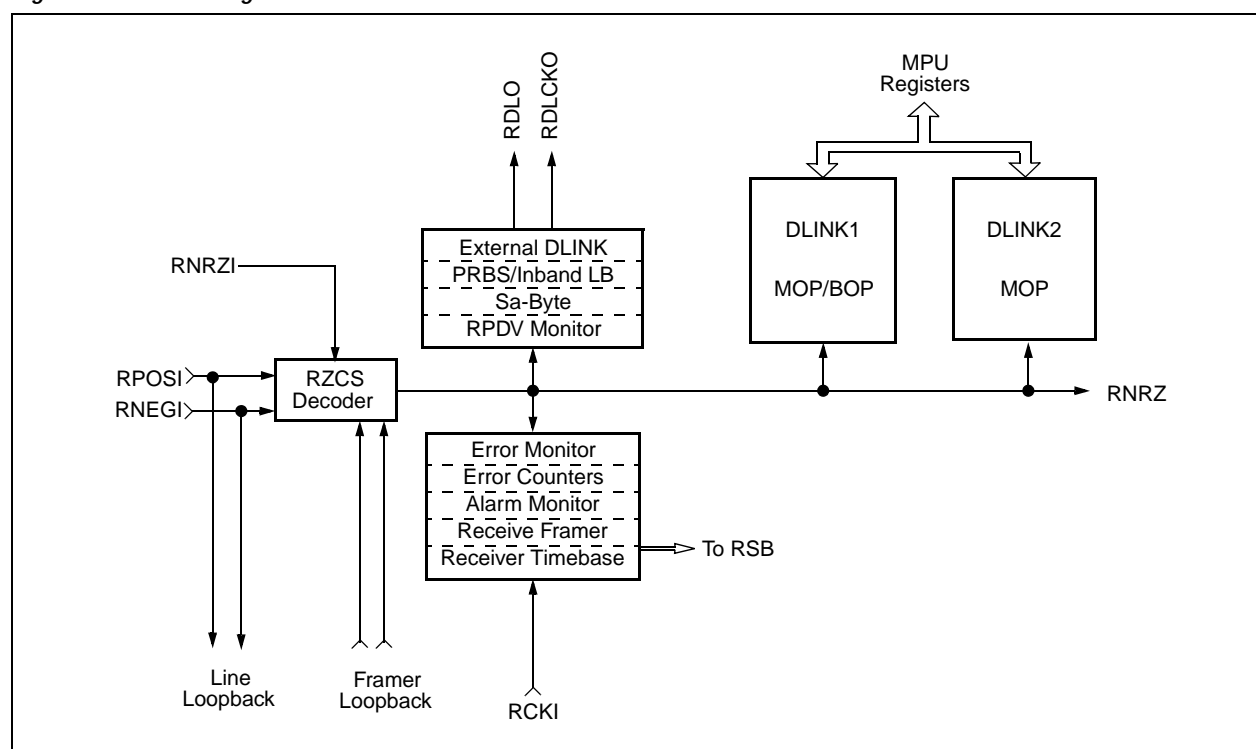 RDLO
RDLCKO
MPU
Registers
External DLINK
PRBS/Inband LB
Sa-Byte
RPDV Monitor
DLINK1
MOP/BOP
DLINK2
MOP
RNRZI
RPOSI
RNEGI
RZCS
Decoder
RNRZ
Error Monitor
Error Counters
Alarm Monitor
Receive Framer
Receiver Timebase
To RSB
Line
Loopback
Framer
Loopback
RCKI